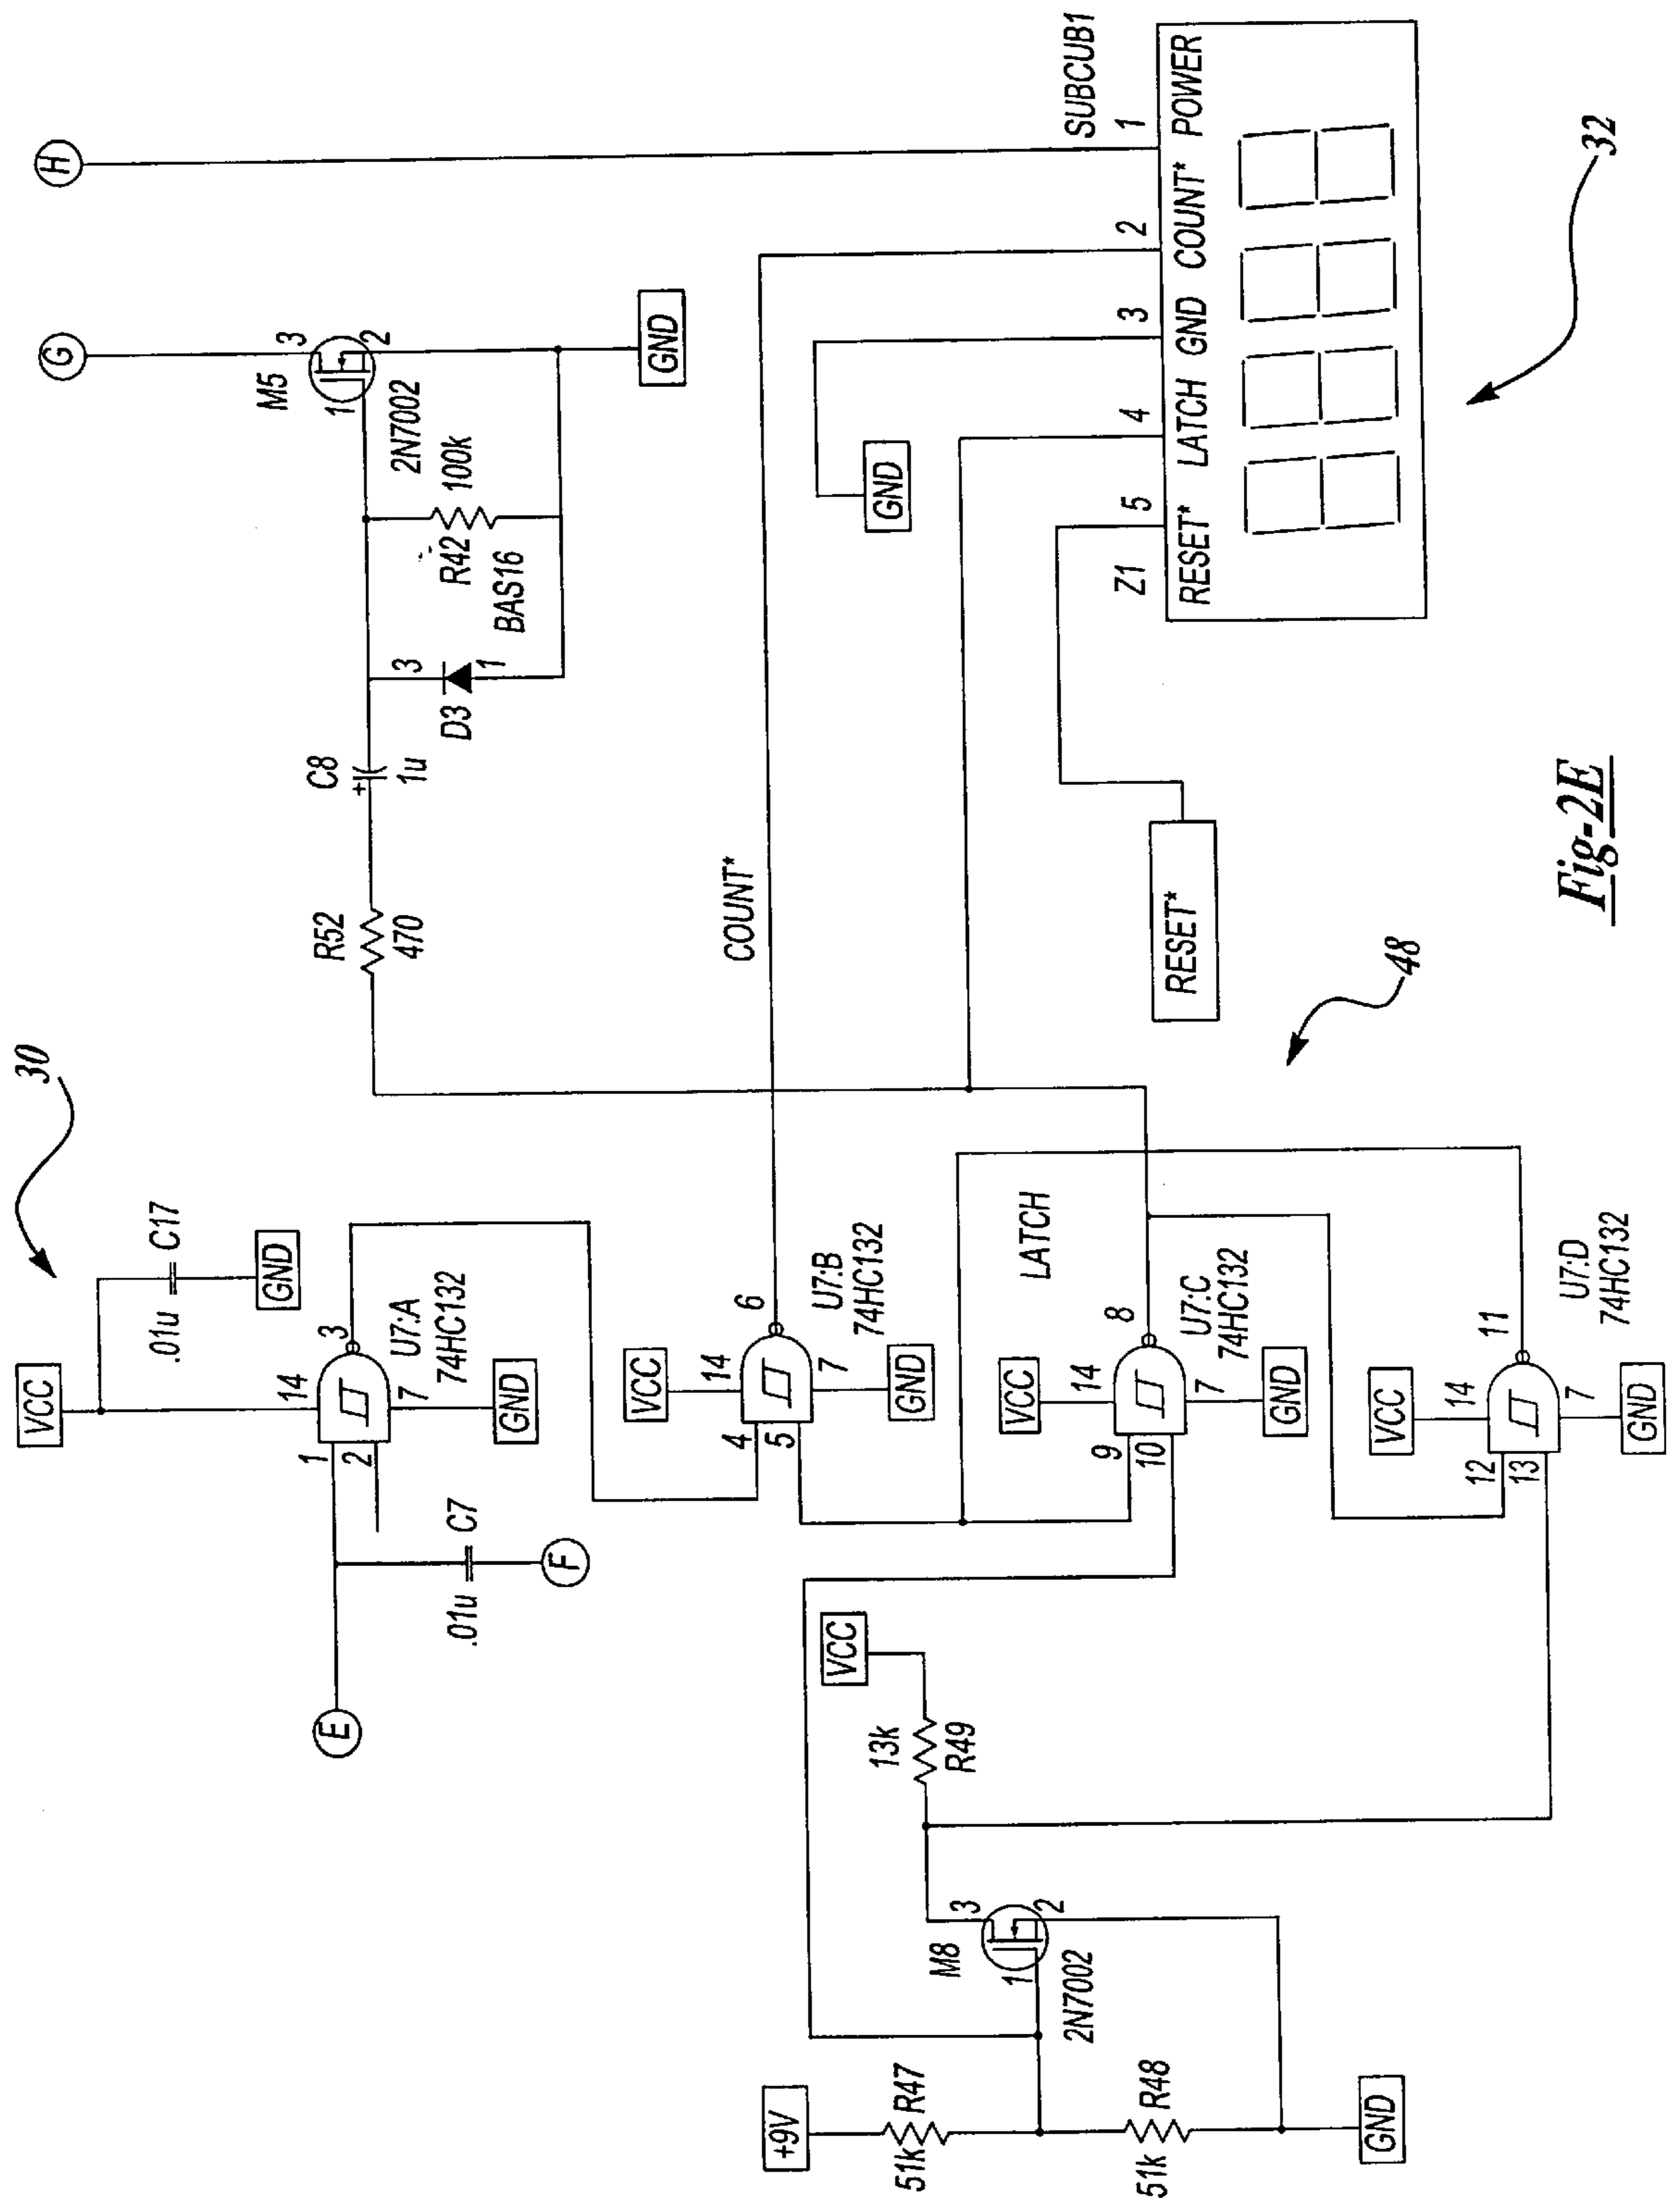 30
VCC
.01u
C17
GND
14
1
2
3
U7:A
74HC132
7
GND
E
.01u
C7
F
R52
470
C8
+
1u
D3
3
1
BAS16
R42
100k
M5
1
3
2
2N7002
G
GND
H
COUNT*
VCC
14
4
5
6
U7:B
74HC132
7
GND
LATCH
VCC
14
9
10
8
U7:C
74HC132
7
GND
VCC
14
12
13
11
U7:D
74HC132
7
GND
VCC
13k
R49
M8
1
3
2
2N7002
+9V
51k
R47
51k
R48
GND
GND
RESET*
Z1
SUBCUB1
5
4
3
2
1
RESET*
LATCH
GND
COUNT*
POWER
48
32
Fig-2E